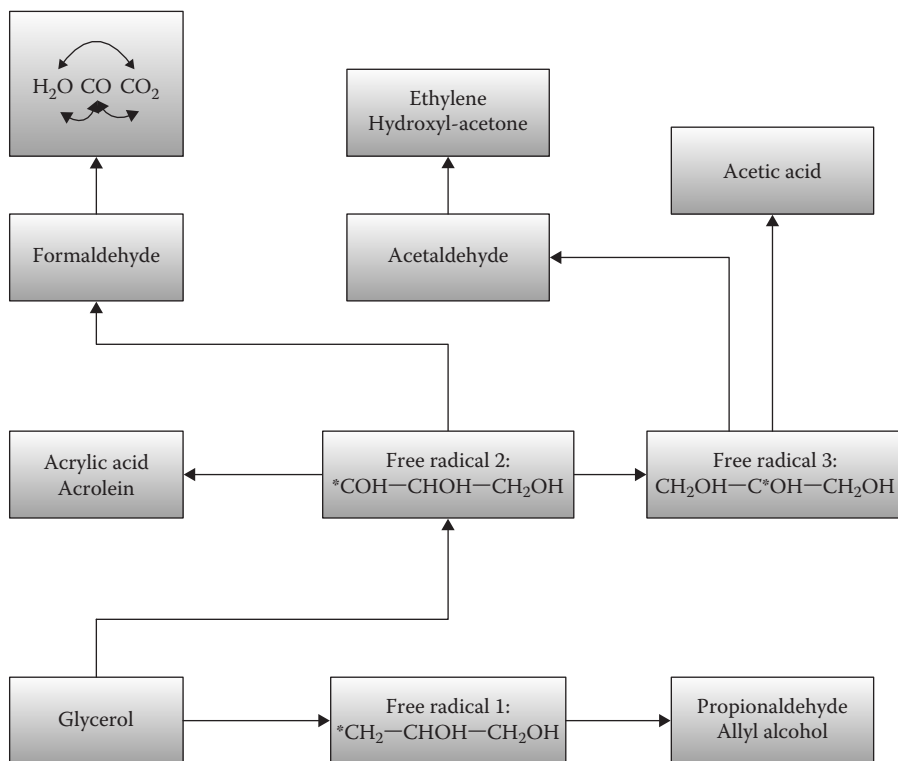 H₂O CO CO₂
Ethylene
Hydroxyl-acetone
Acetic acid
Formaldehyde
Acetaldehyde
Acrylic acid
Acrolein
Free radical 2:
*COH—CHOH—CH₂OH
Free radical 3:
CH₂OH—C*OH—CH₂OH
Glycerol
Free radical 1:
*CH₂—CHOH—CH₂OH
Propionaldehyde
Allyl alcohol